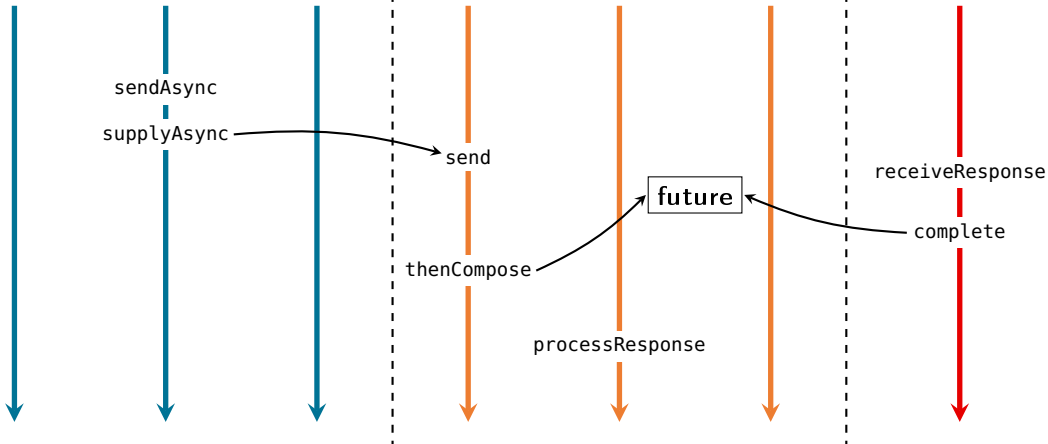 sendAsync
supplyAsync
send
thenCompose
processResponse
future
receiveResponse
complete